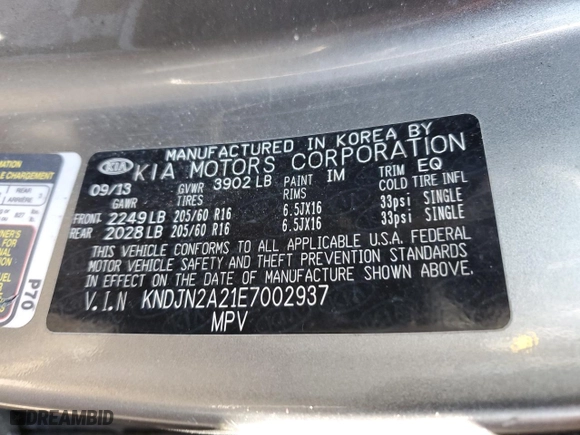 MANUFACTURED IN KOREA BY
KIA KIA MOTORS CORPORATION
09/13 GVWR 3902 LB PAINT IM TRIM EQ
GAWR TIRES COLD TIRE INFL
FRONT 2249 LB 205/60 R16 6.5JX16 33psi SINGLE
REAR 2028 LB 205/60 R16 6.5JX16 33psi SINGLE
THIS VEHICLE CONFORMS TO ALL APPLICABLE U.S.A. FEDERAL
MOTOR VEHICLE SAFETY AND THEFT PREVENTION STANDARDS
IN EFFECT ON THE DATE OF MANUFACTURE SHOWN ABOVE.
V.I.N KNDJN2A21E7002937
MPV
P70
REAR
DREAMBID